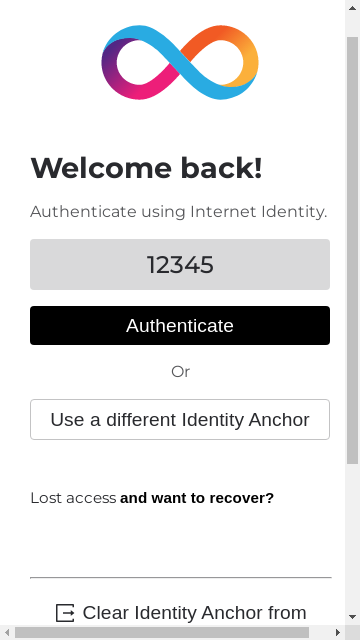 Welcome back!
Authenticate using Internet Identity.
12345
Authenticate
Or
Use a different Identity Anchor
Lost access and want to recover?
Clear Identity Anchor from